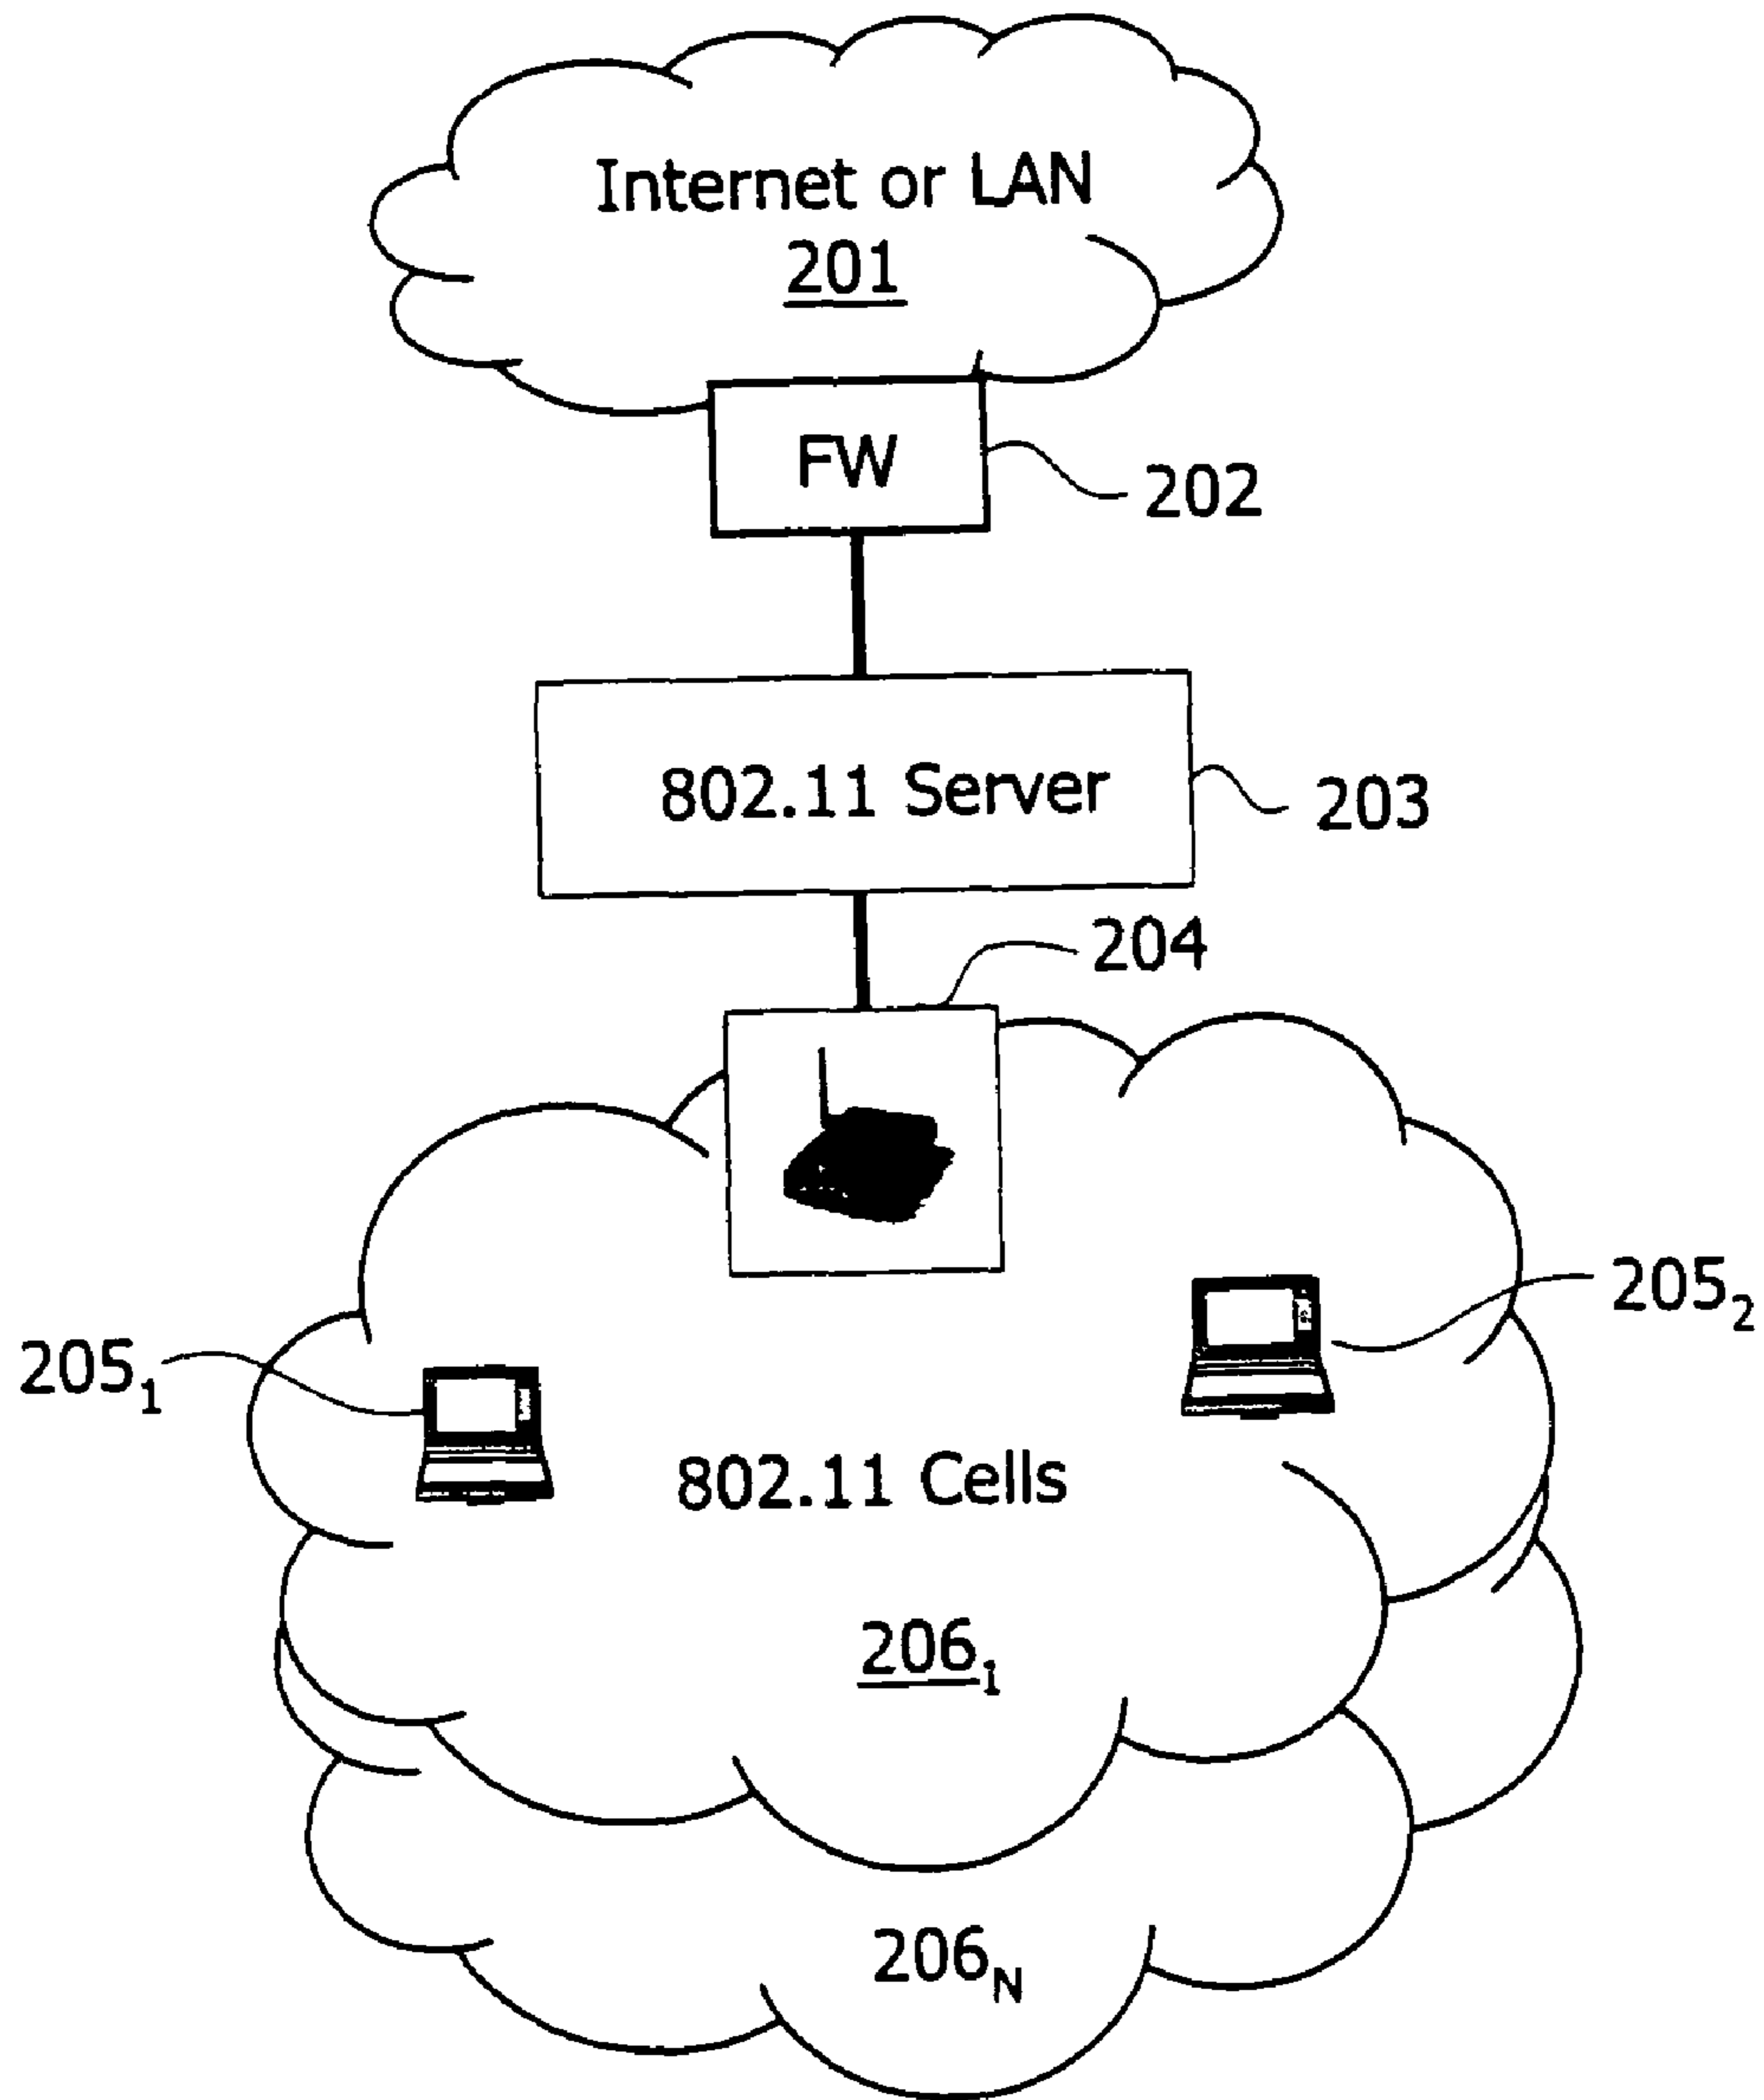 Internet or LAN
201
FW
202
802.11 Server
203
204
205₂
205₁
802.11 Cells
206₁
206N